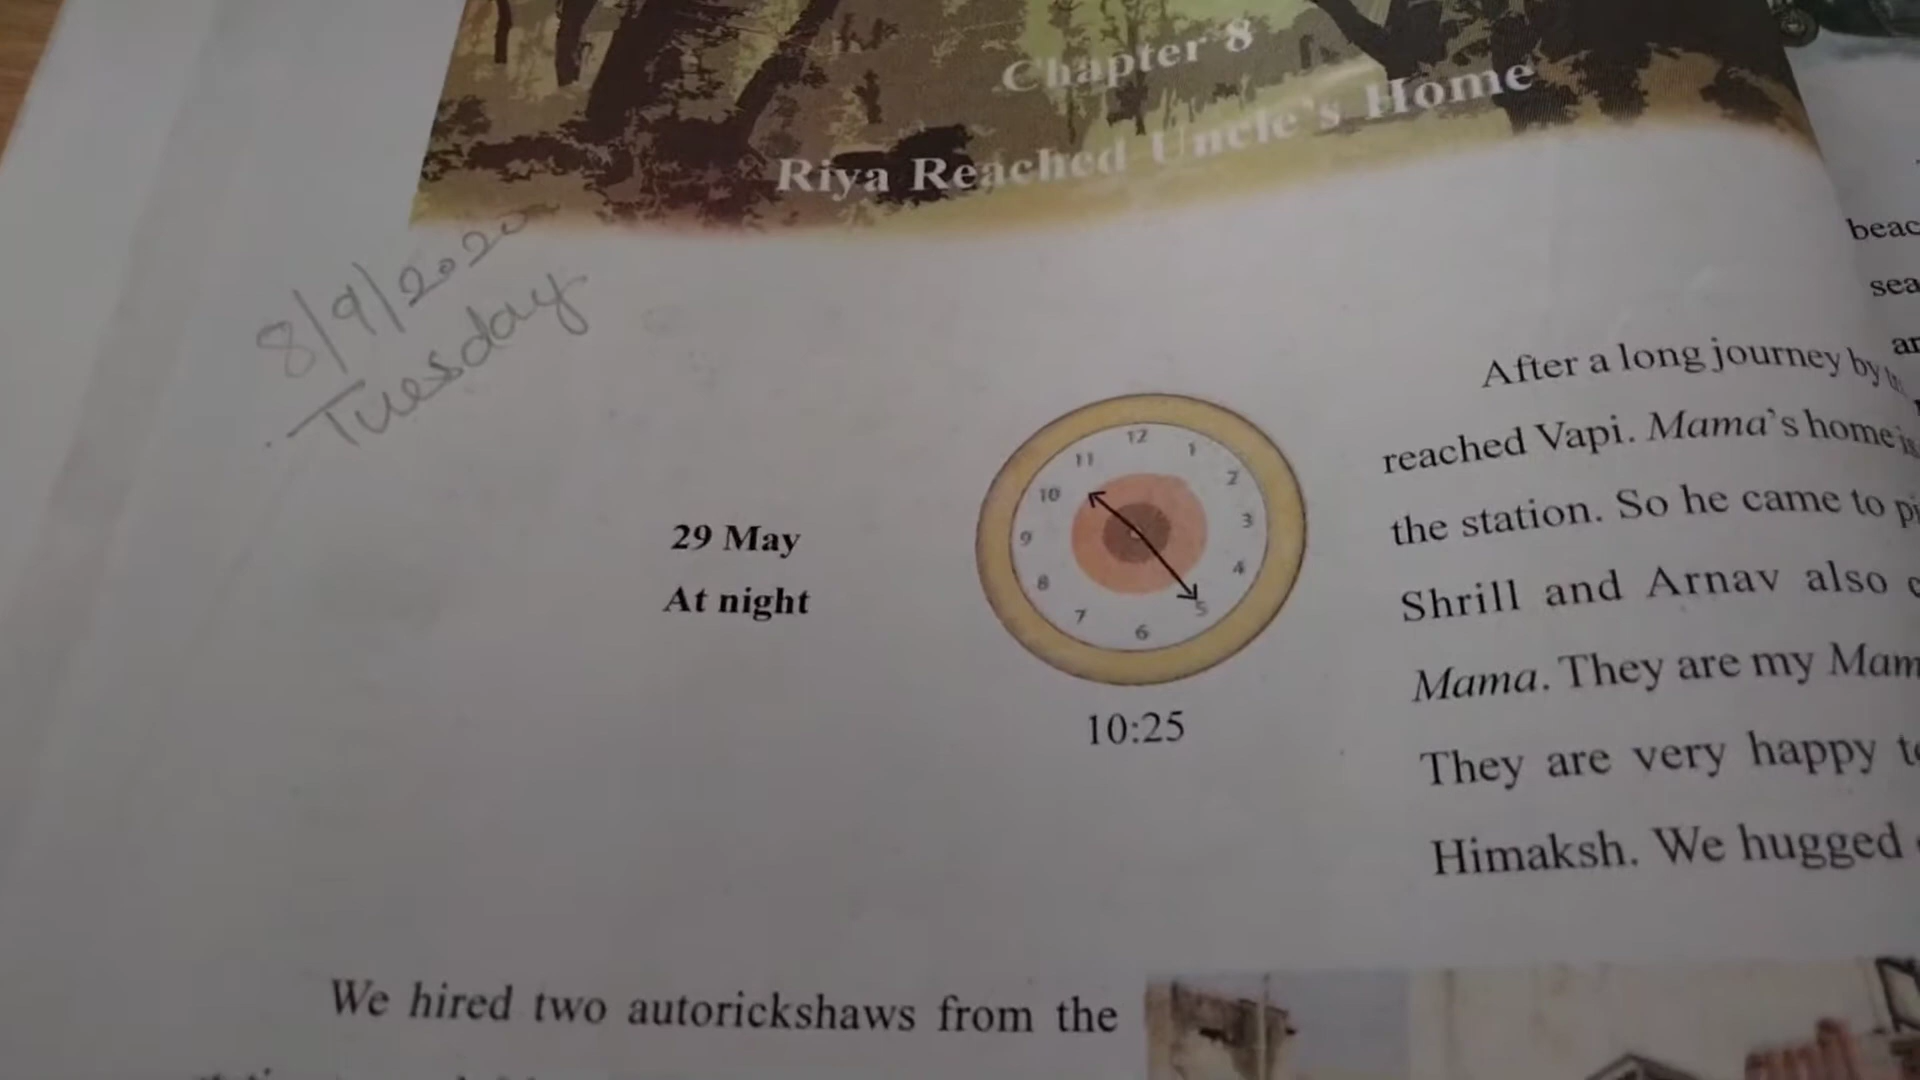 Chapter 8
Riya Reached Uncle's Home
8/9/2020
Tuesday
29 May
At night
12
1
2
3
4
5
6
7
8
9
10
11
10:25
After a long journey by
reached Vapi. Mama's home is
the station. So he came to
Shrill and Arnav also
Mama. They are my
They are very happy
Himaksh. We hugged
We hired two autorickshaws from the